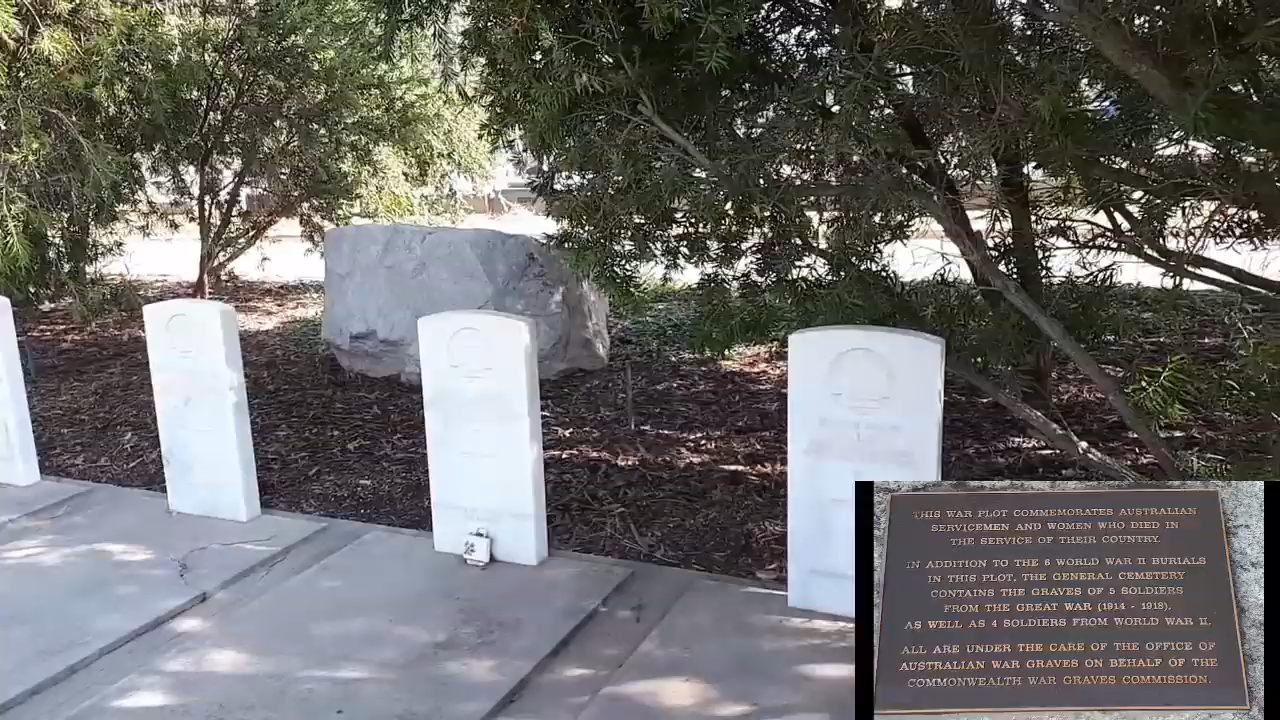 THIS WAR PLOT COMMEMORATES AUSTRALIAN
SERVICEMEN AND WOMEN WHO DIED IN
THE SERVICE OF THEIR COUNTRY.
IN ADDITION TO THE 6 WORLD WAR II BURIALS
IN THIS PLOT, THE GENERAL CEMETERY
CONTAINS THE GRAVES OF 5 SOLDIERS
FROM THE GREAT WAR (1914 - 1918),
AS WELL AS 4 SOLDIERS FROM WORLD WAR II.
ALL ARE UNDER THE CARE OF THE OFFICE OF
AUSTRALIAN WAR GRAVES ON BEHALF OF THE
COMMONWEALTH WAR GRAVES COMMISSION.